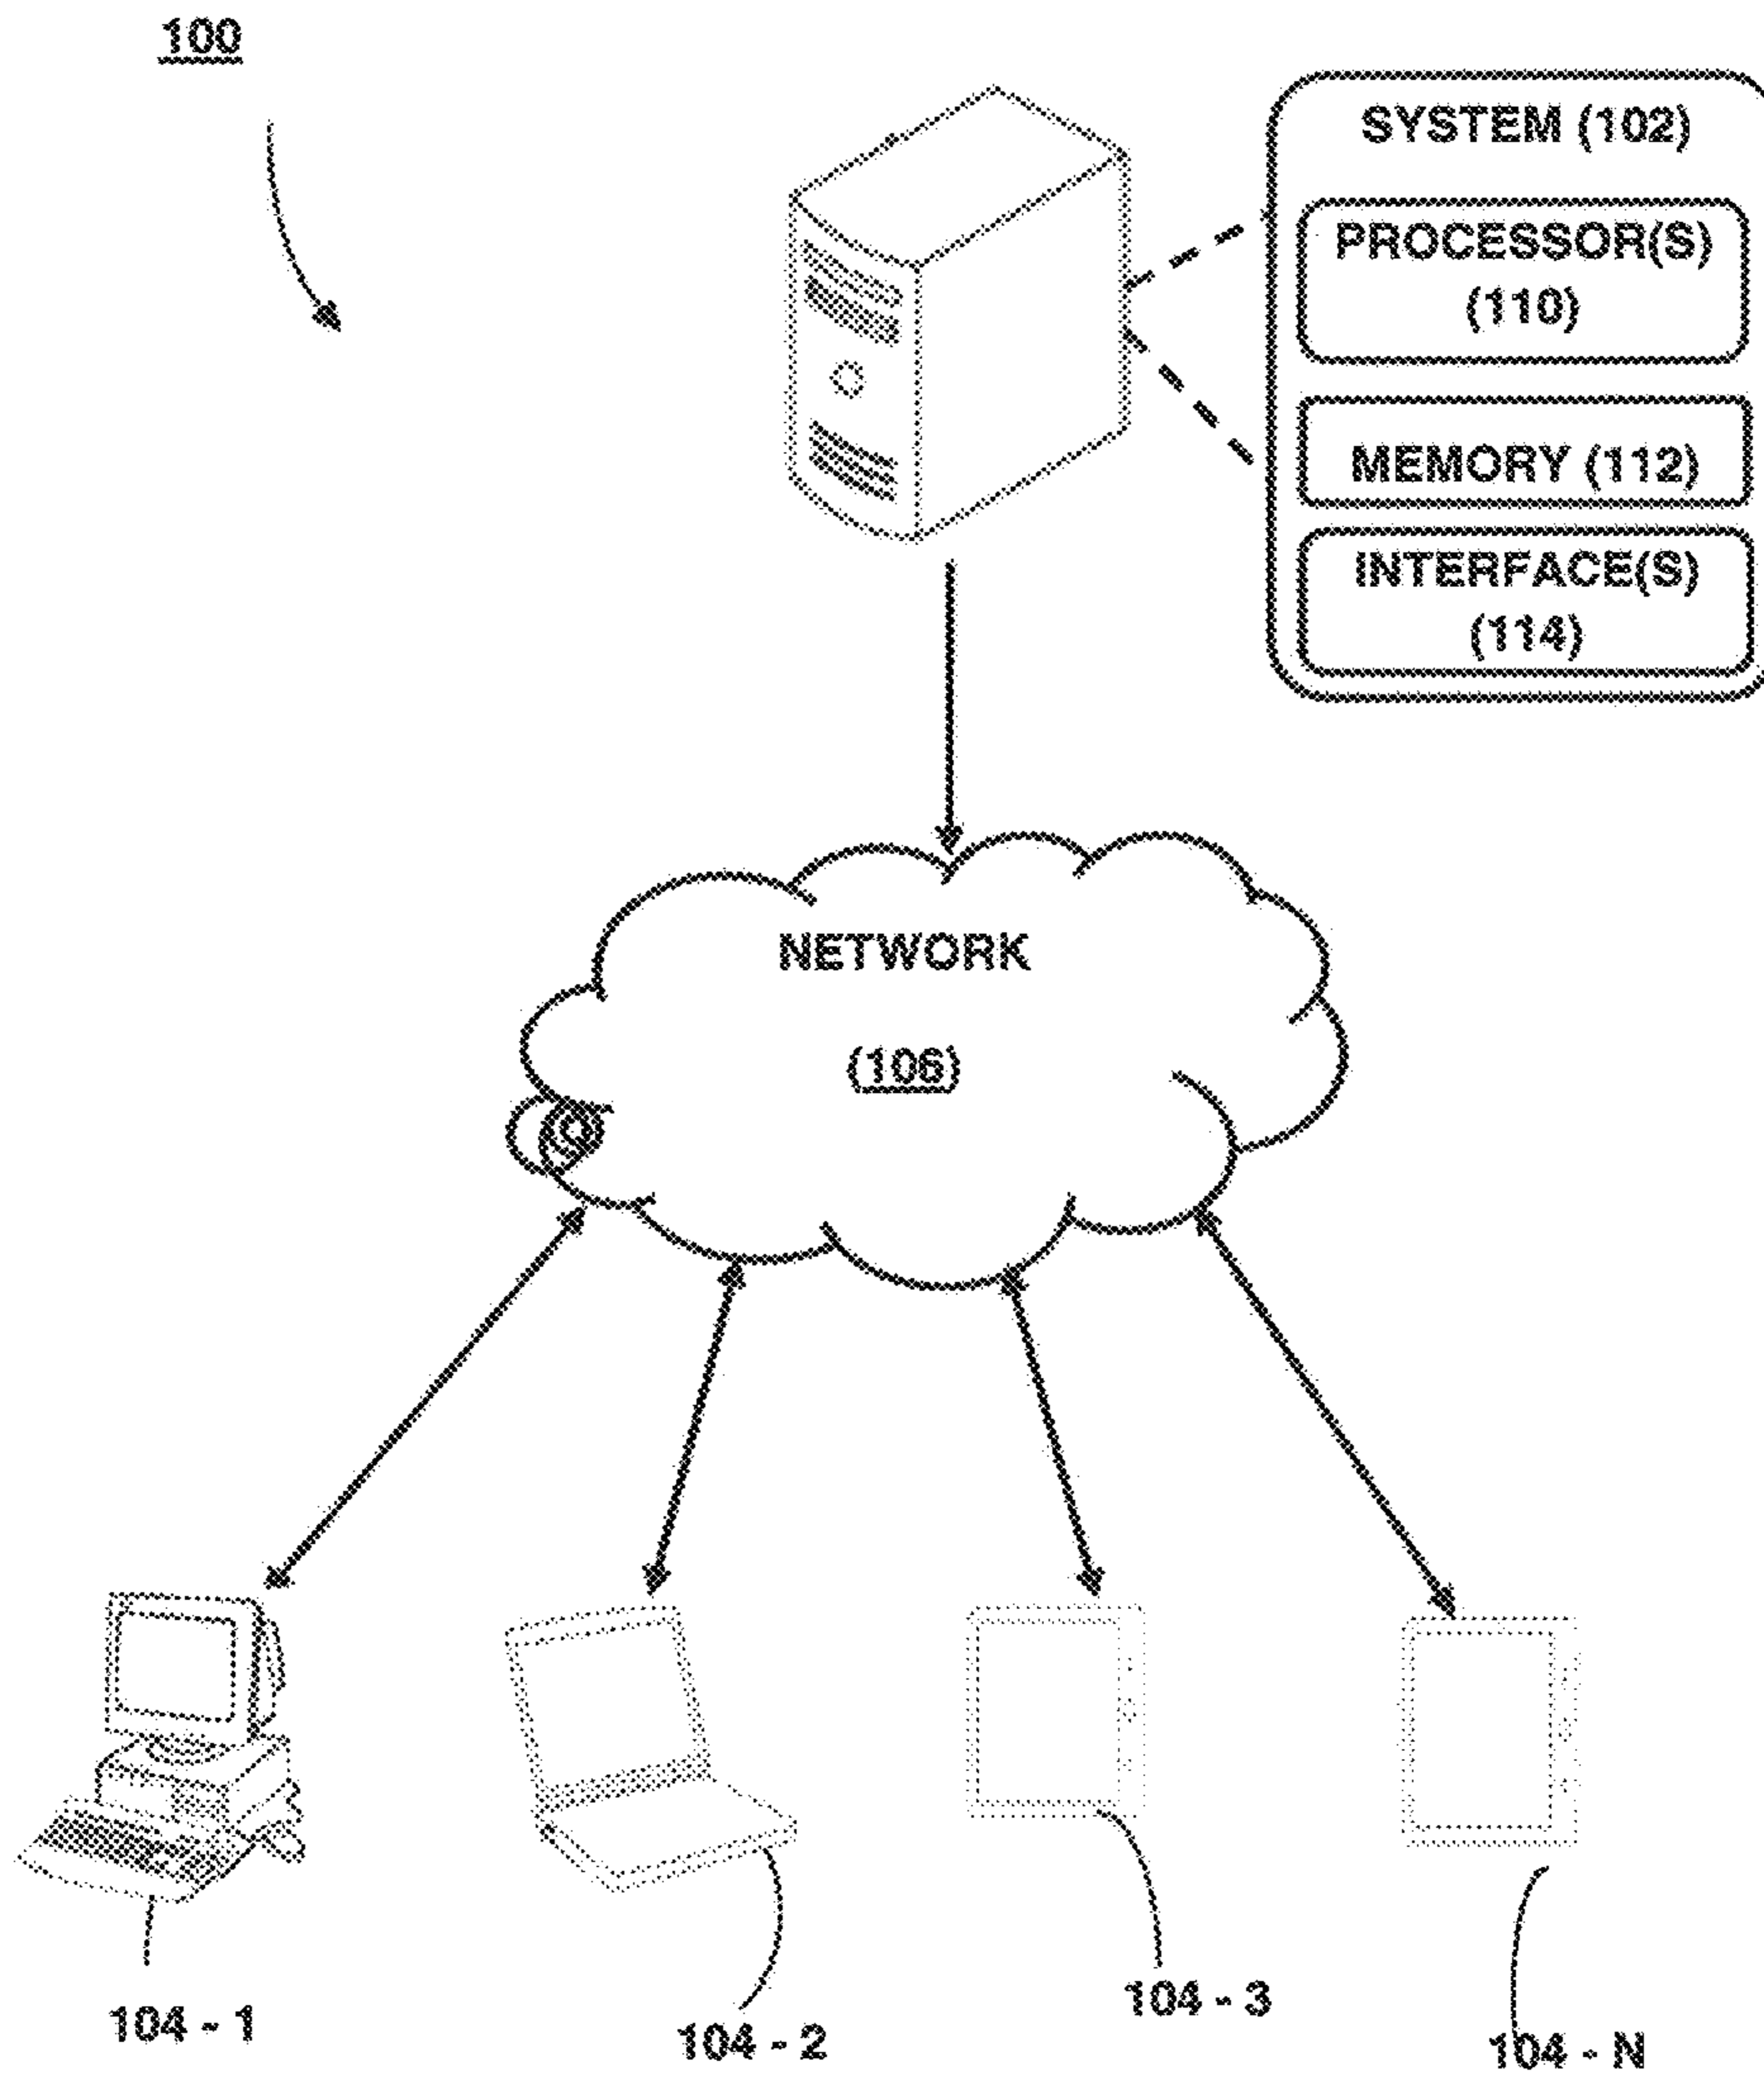 100
SYSTEM (102)
PROCESSOR(S)
(110)
MEMORY (112)
INTERFACE(S)
(114)
NETWORK
(106)
104 - 1
104 - 2
104 - 3
104 - N